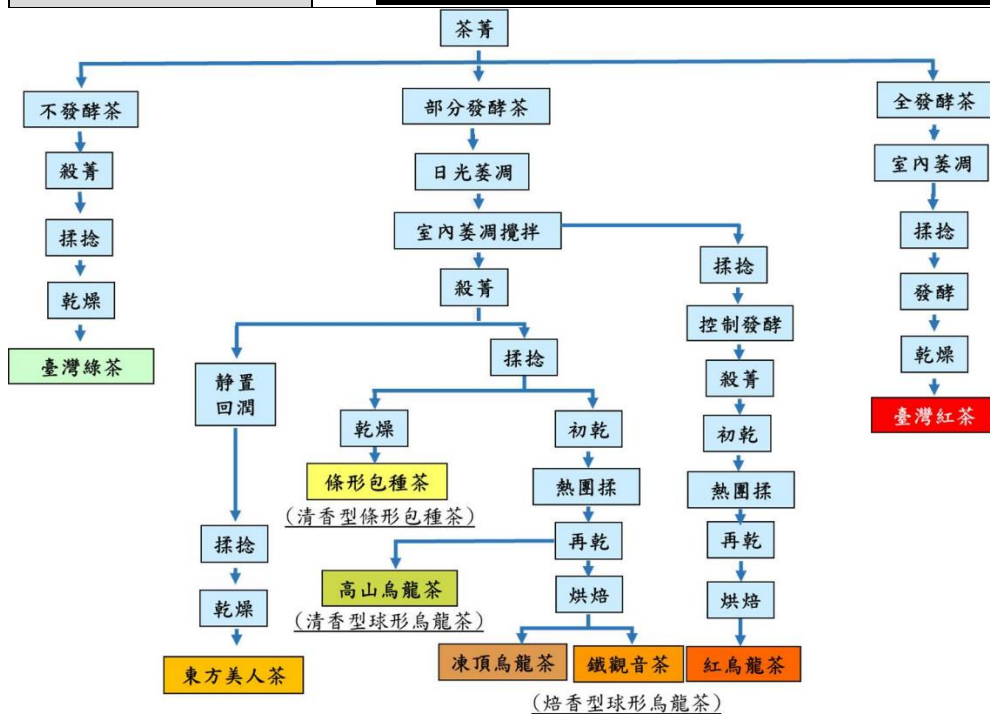 茶菁
不發酵茶
部分發酵茶
全發酵茶
殺菁
日光萎凋
室內萎凋
揉捻
室內萎凋攪拌
揉捻
揉捻
乾燥
殺菁
控制發酵
發酵
臺灣綠茶
靜置
回潤
揉捻
殺菁
乾燥
乾燥
初乾
初乾
臺灣紅茶
條形包種茶
(清香型條形包種茶)
熱團揉
熱團揉
揉捻
再乾
再乾
高山烏龍茶
(清香型球形烏龍茶)
乾燥
烘焙
烘焙
東方美人茶
凍頂烏龍茶
鐵觀音茶
紅烏龍茶
(焙香型球形烏龍茶)